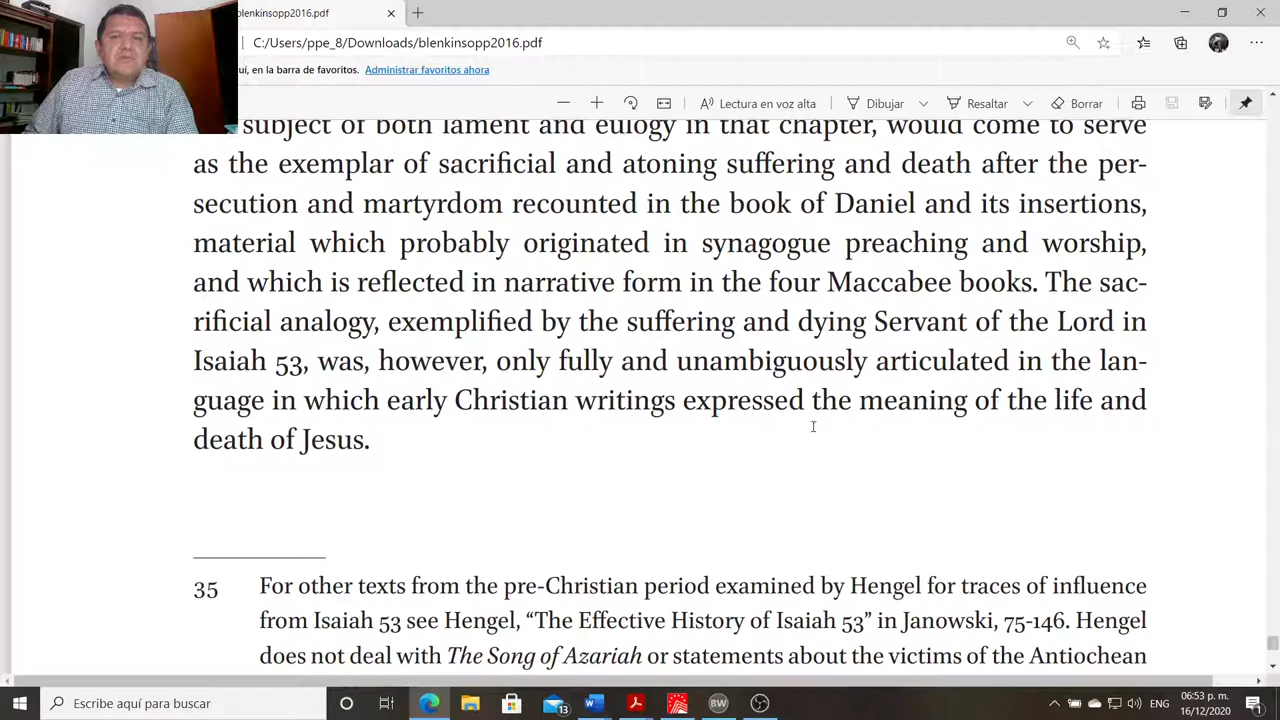 blenkinsopp2016.pdf
C:/Users/ppe_8/Downloads/blenkinsopp2016.pdf
uí, en la barra de favoritos. Administrar favoritos ahora
Lectura en voz alta Dibujar Resaltar Borrar
subject of both lament and eulogy in that chapter, would come to serve
as the exemplar of sacrificial and atoning suffering and death after the per-
secution and martyrdom recounted in the book of Daniel and its insertions,
material which probably originated in synagogue preaching and worship,
and which is reflected in narrative form in the four Maccabee books. The sac-
rificial analogy, exemplified by the suffering and dying Servant of the Lord in
Isaiah 53, was, however, only fully and unambiguously articulated in the lan-
guage in which early Christian writings expressed the meaning of the life and
death of Jesus.
35 For other texts from the pre-Christian period examined by Hengel for traces of influence
from Isaiah 53 see Hengel, “The Effective History of Isaiah 53” in Janowski, 75-146. Hengel
does not deal with The Song of Azariah or statements about the victims of the Antiochean
Escribe aquí para buscar
13
BW
ENG
06:53 p. m.
16/12/2020